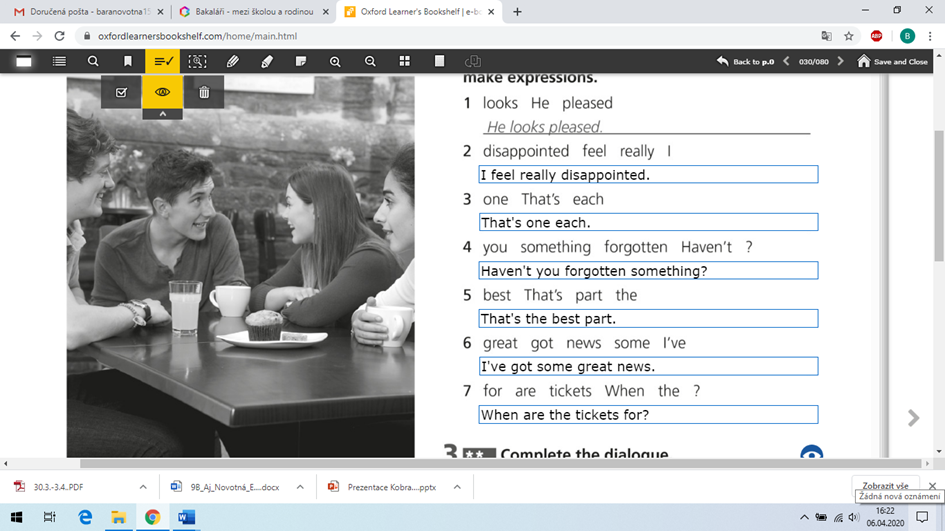 Doručená pošta - baranovotna15
Bakaláři - mezi školou a rodinou
Oxford Learner's Bookshelf | e-bo
oxfordlearnersbookshelf.com/home/main.html
ABP
B
Back to p.0
030/080
Save and Close
make expressions.
1 looks He pleased
He looks pleased.
2 disappointed feel really I
I feel really disappointed.
3 one That's each
That's one each.
4 you something forgotten Haven't ?
Haven't you forgotten something?
5 best That's part the
That's the best part.
6 great got news some I've
I've got some great news.
7 for are tickets When the ?
When are the tickets for?
3 ★★ Complete the dialogue
30.3.-3.4..PDF
9B_Aj_Novotná_E....docx
Prezentace Kobra....pptx
Zobrazit vše
Žádná nová oznámení
16:22
06.04.2020